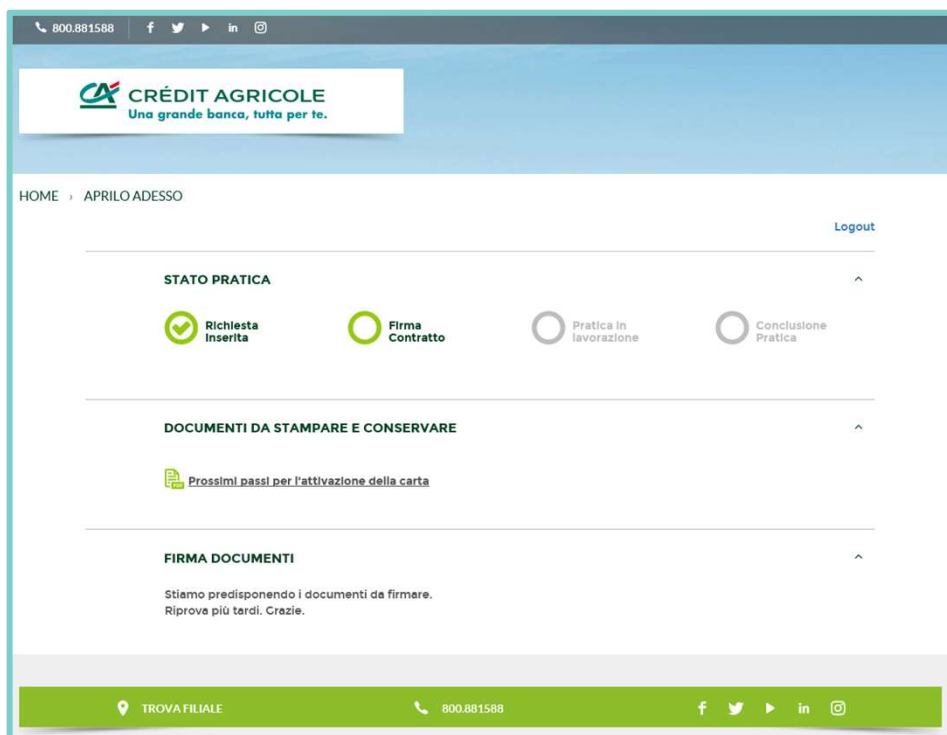 800.881588
CRÉDIT AGRICOLE
Una grande banca, tutta per te.
HOME › APRILO ADESSO
Logout
STATO PRATICA
Richiesta
Inserita
Firma
Contratto
Pratica in
lavorazione
Conclusione
Pratica
DOCUMENTI DA STAMPARE E CONSERVARE
Prossimi passi per l'attivazione della carta
FIRMA DOCUMENTI
Stiamo predisponendo i documenti da firmare.
Riprova più tardi. Grazie.
TROVA FILIALE
800.881588